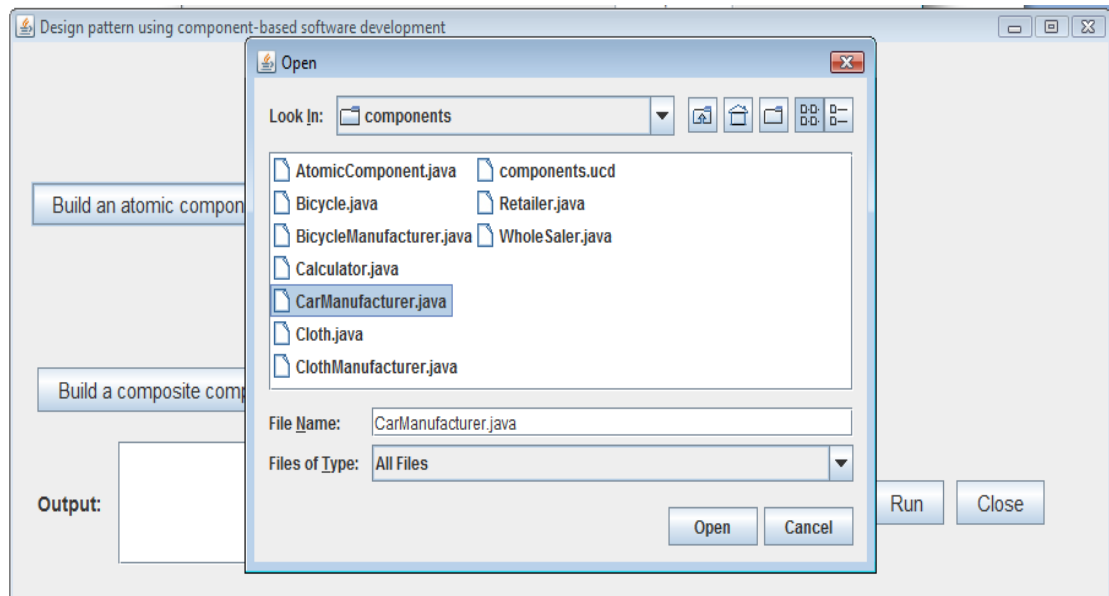 Design pattern using component-based software development
Open
Look In: components
AtomicComponent.java components.ucd
Bicycle.java Retailer.java
BicycleManufacturer.java WholeSaler.java
Calculator.java
CarManufacturer.java
Cloth.java
ClothManufacturer.java
File Name: CarManufacturer.java
Files of Type: All Files
Open Cancel
Build an atomic compon
Build a composite comp
Output:
Run Close